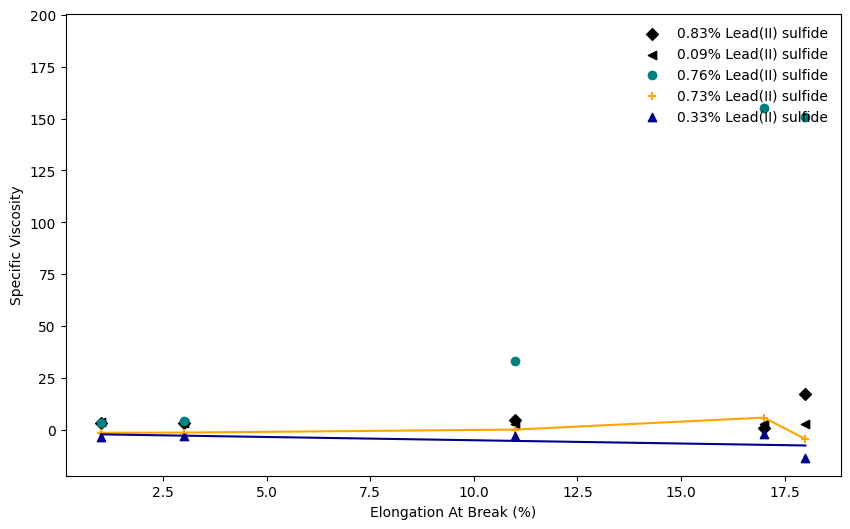 200
175
150
125
100
75
50
25
0
Specific Viscosity
2.5 5.0 7.5 10.0 12.5 15.0 17.5
Elongation At Break (%)
0.83% Lead(II) sulfide
0.09% Lead(II) sulfide
0.76% Lead(II) sulfide
0.73% Lead(II) sulfide
0.33% Lead(II) sulfide